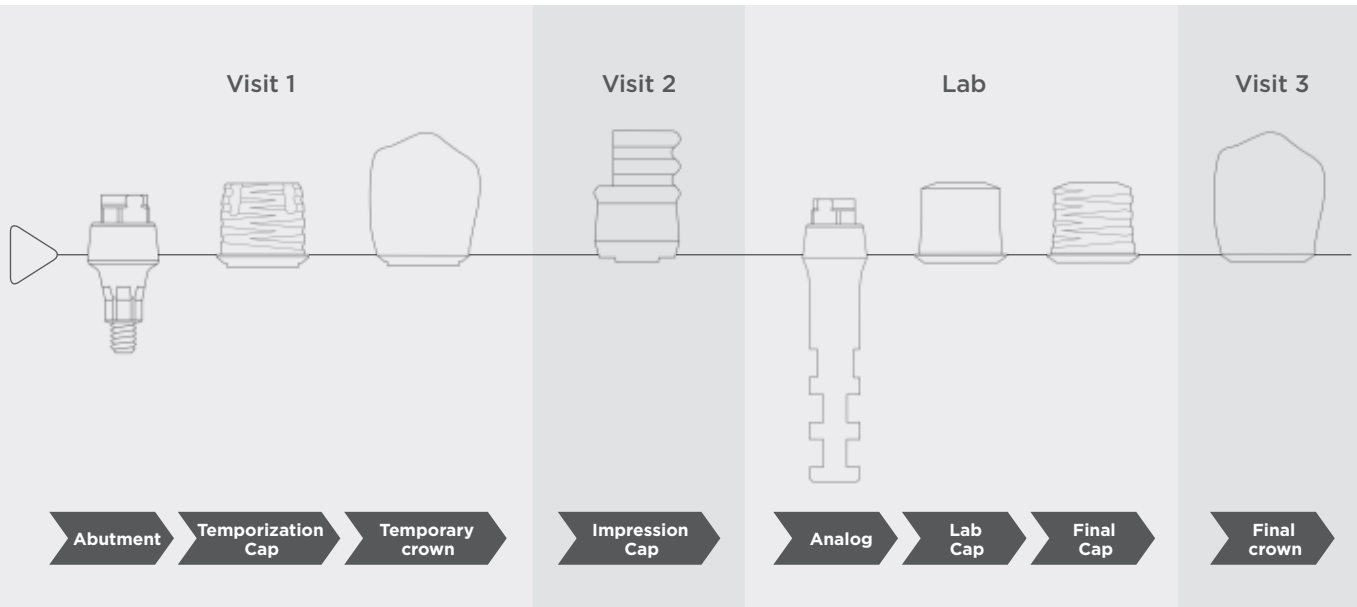 Visit 1
Visit 2
Lab
Visit 3
Abutment
Temporization
Cap
Temporary
crown
Impression
Cap
Analog
Lab
Cap
Final
Cap
Final
crown